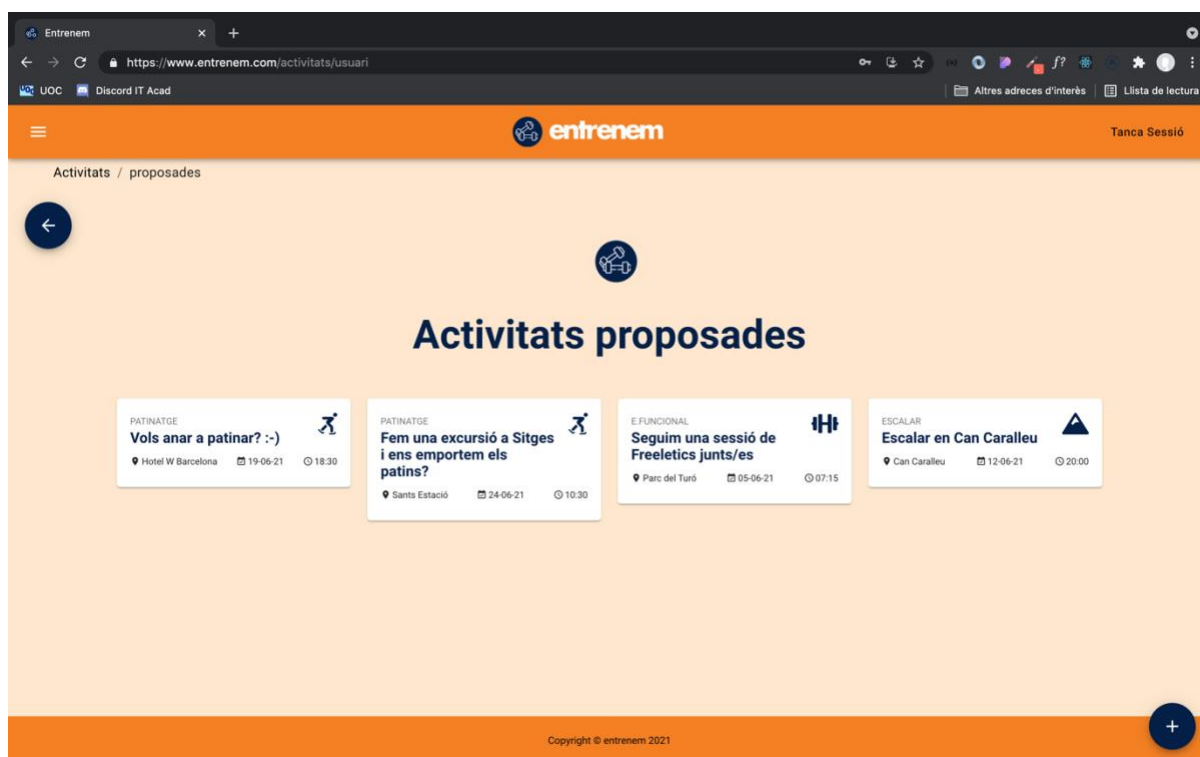 Entrenem
https://www.entrenem.com/activitats/usuari
f?
UOC Discord IT Acad Altres adreces d'interès Llista de lectura
entrenem Tanca Sessió
Activitats / proposades
Activitats proposades
PATINATGE
Vols anar a patinar? :-)
Hotel W Barcelona 19-06-21 18:30
PATINATGE
Fem una excursió a Sitges
i ens emportem els
patins?
Sants Estació 24-06-21 10:30
E.FUNCIONAL
Seguim una sessió de
Freeletics junts/es
Parc del Turó 05-06-21 07:15
ESCALAR
Escalar en Can Caralleu
Can Caralleu 12-06-21 20:00
Copyright © entrenem 2021